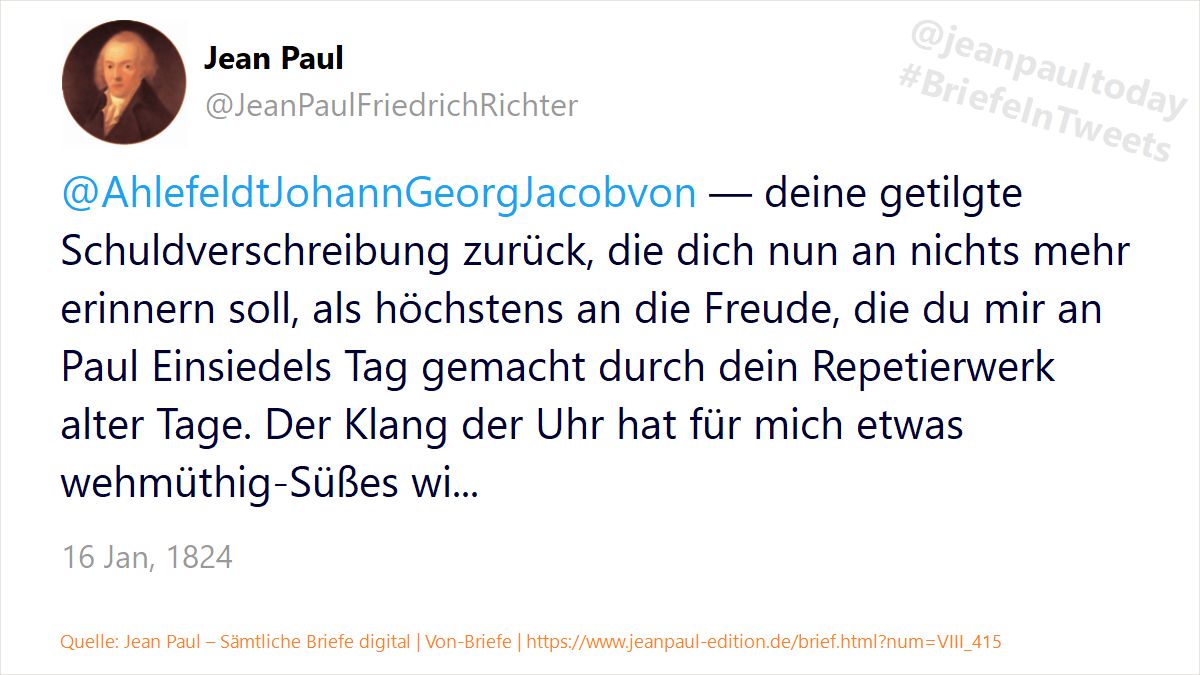 Jean Paul
@JeanPaulFriedrichRichter
@jeanpaultoday
#BriefeInTweets
@AhlefeldtJohannGeorgJacobvon — deine getilgte
Schuldverschreibung zurück, die dich nun an nichts mehr
erinnern soll, als höchstens an die Freude, die du mir an
Paul Einsiedels Tag gemacht durch dein Repetierwerk
alter Tage. Der Klang der Uhr hat für mich etwas
wehmüthig-Süßes wi...
16 Jan, 1824
Quelle: Jean Paul – Sämtliche Briefe digital | Von-Briefe | https://www.jeanpaul-edition.de/brief.html?num=VIII_415